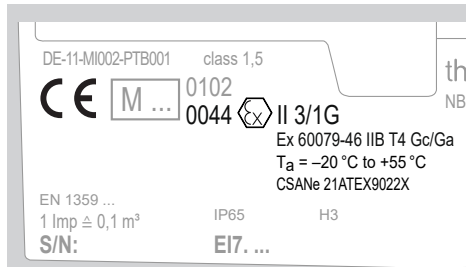 DE-11-MI002-PTB001 class 1,5
th
CE M ... 0102
NB
0044 Ex II 3/1G
Ex 60079-46 IIB T4 Gc/Ga
Ta = –20 °C to +55 °C
CSANe 21ATEX9022X
EN 1359 ...
1 Imp ≙ 0,1 m³ IP65 H3
S/N: EI7. ...